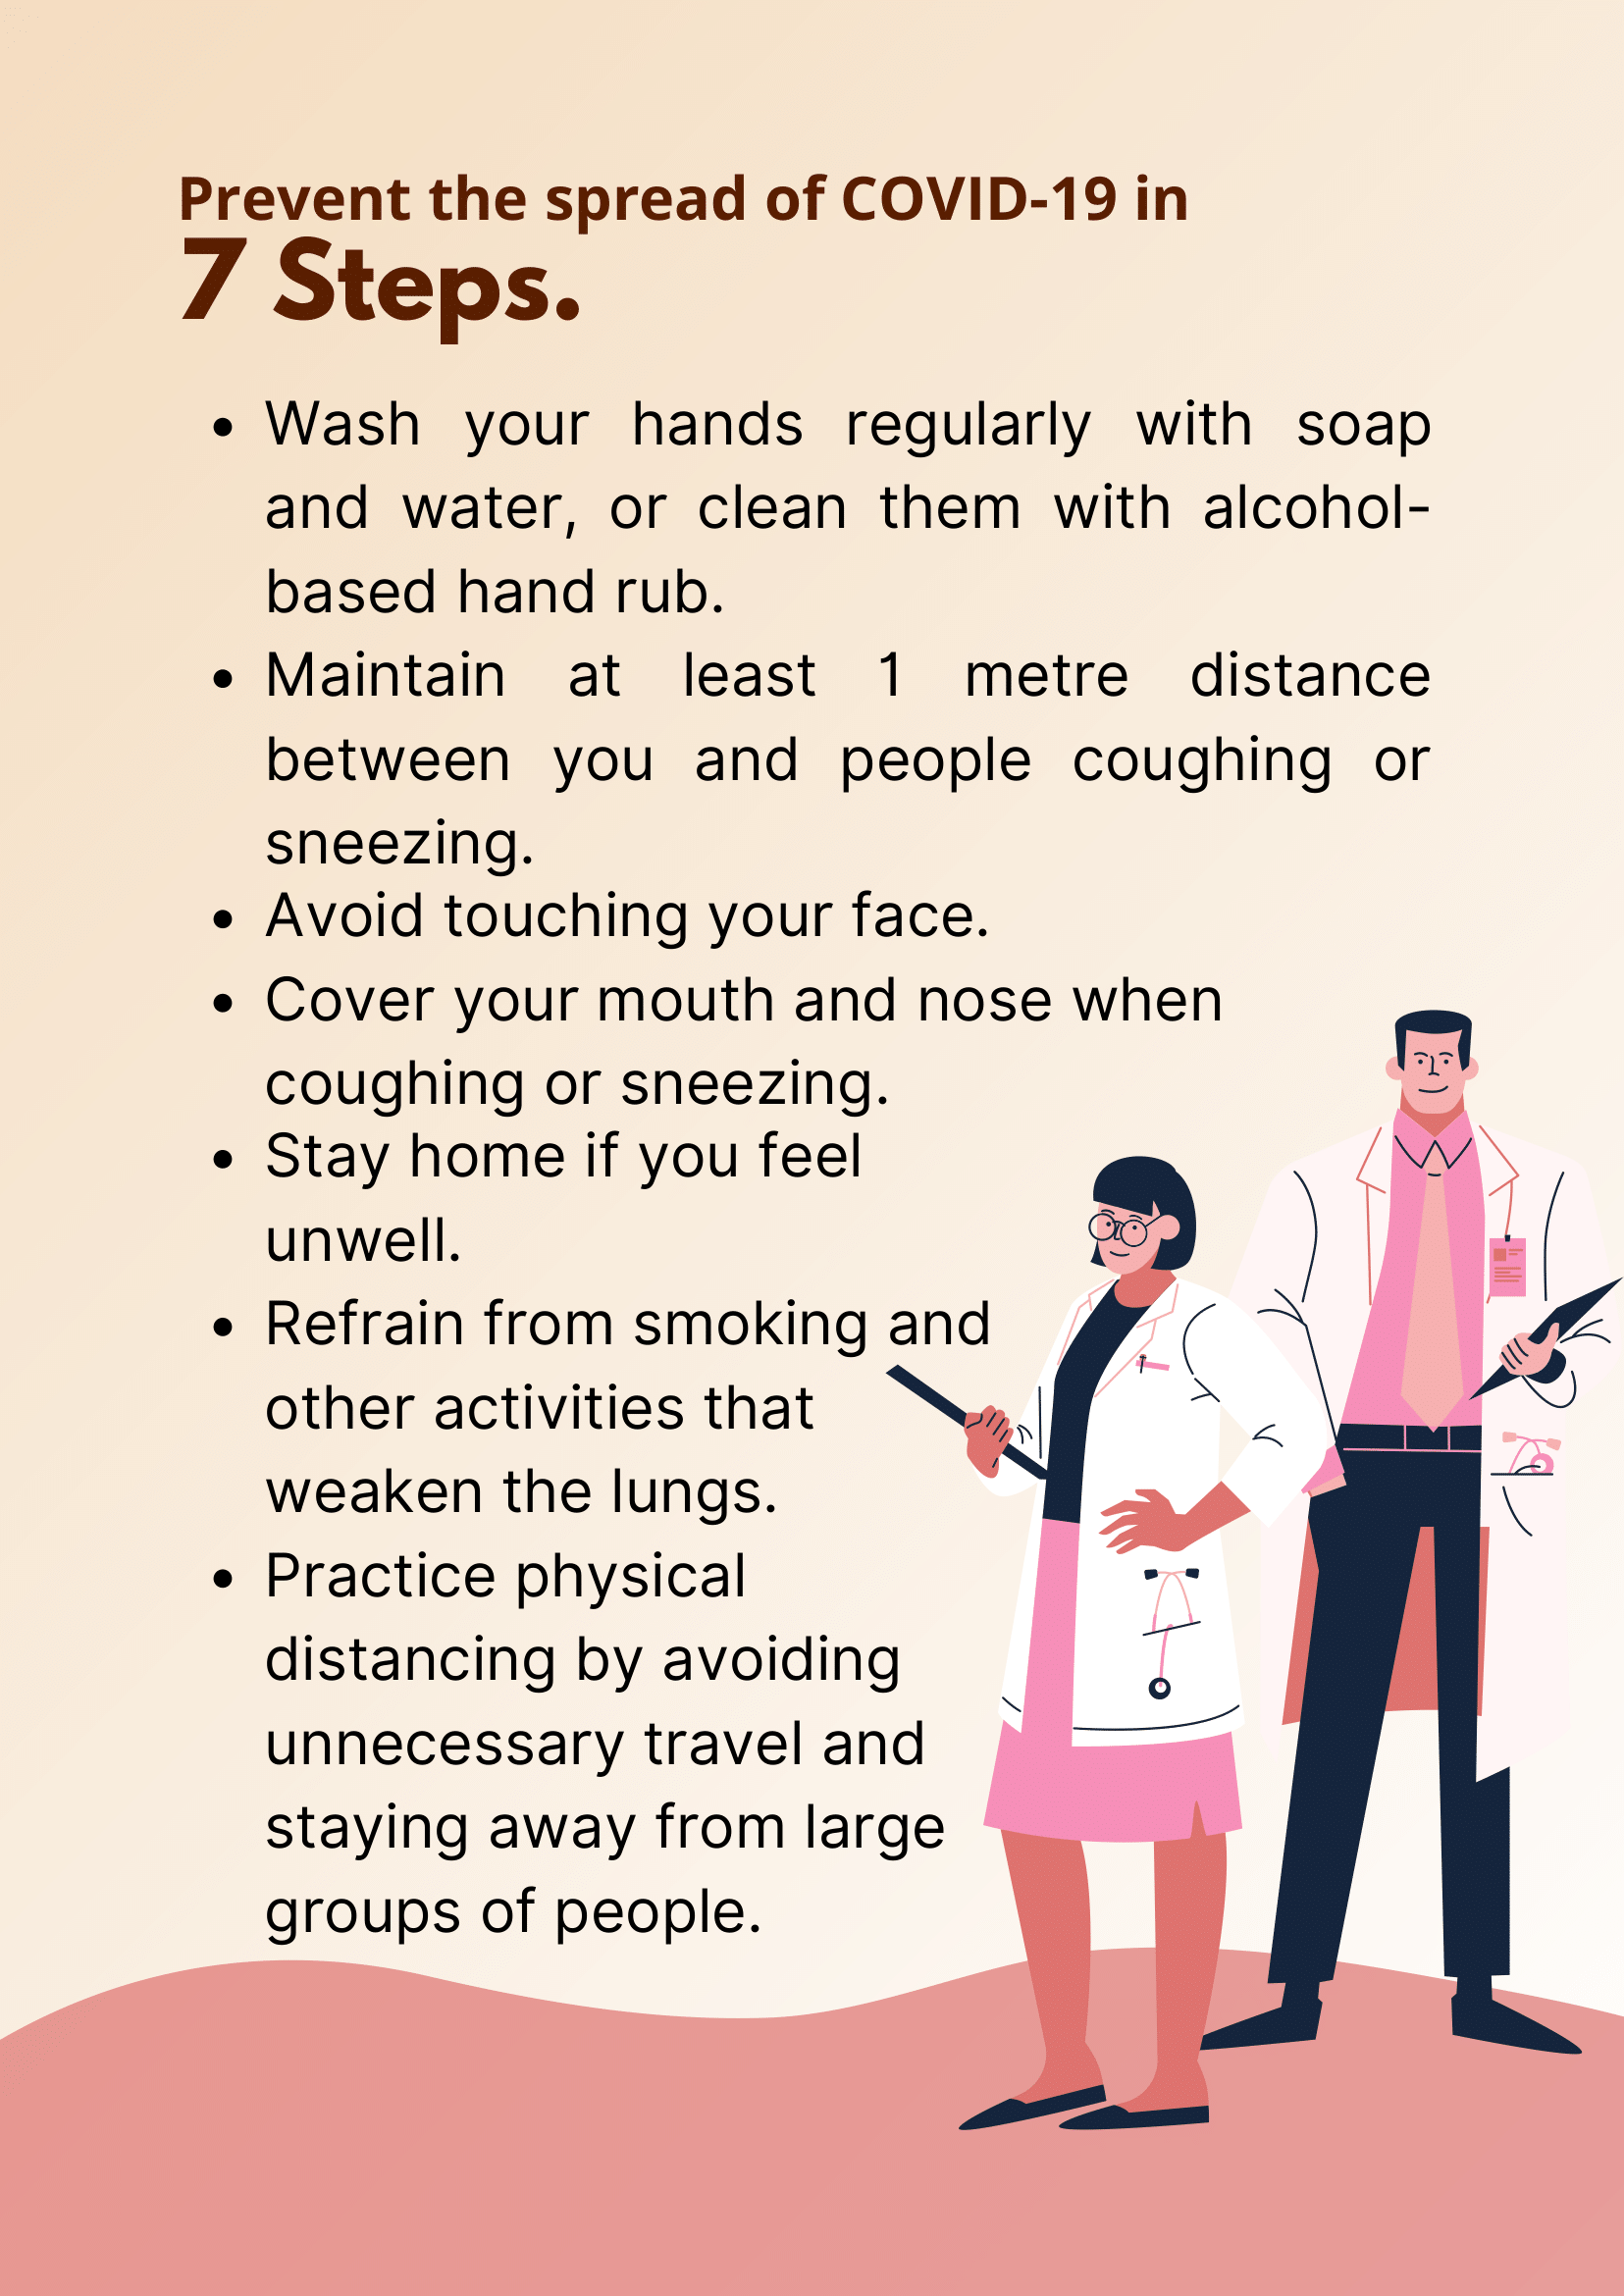 Prevent the spread of COVID-19 in
7 Steps.
• Wash your hands regularly with soap
and water, or clean them with alcohol-
based hand rub.
• Maintain at least 1 metre distance
between you and people coughing or
sneezing.
• Avoid touching your face.
• Cover your mouth and nose when
coughing or sneezing.
• Stay home if you feel
unwell.
• Refrain from smoking and
other activities that
weaken the lungs.
• Practice physical
distancing by avoiding
unnecessary travel and
staying away from large
groups of people.